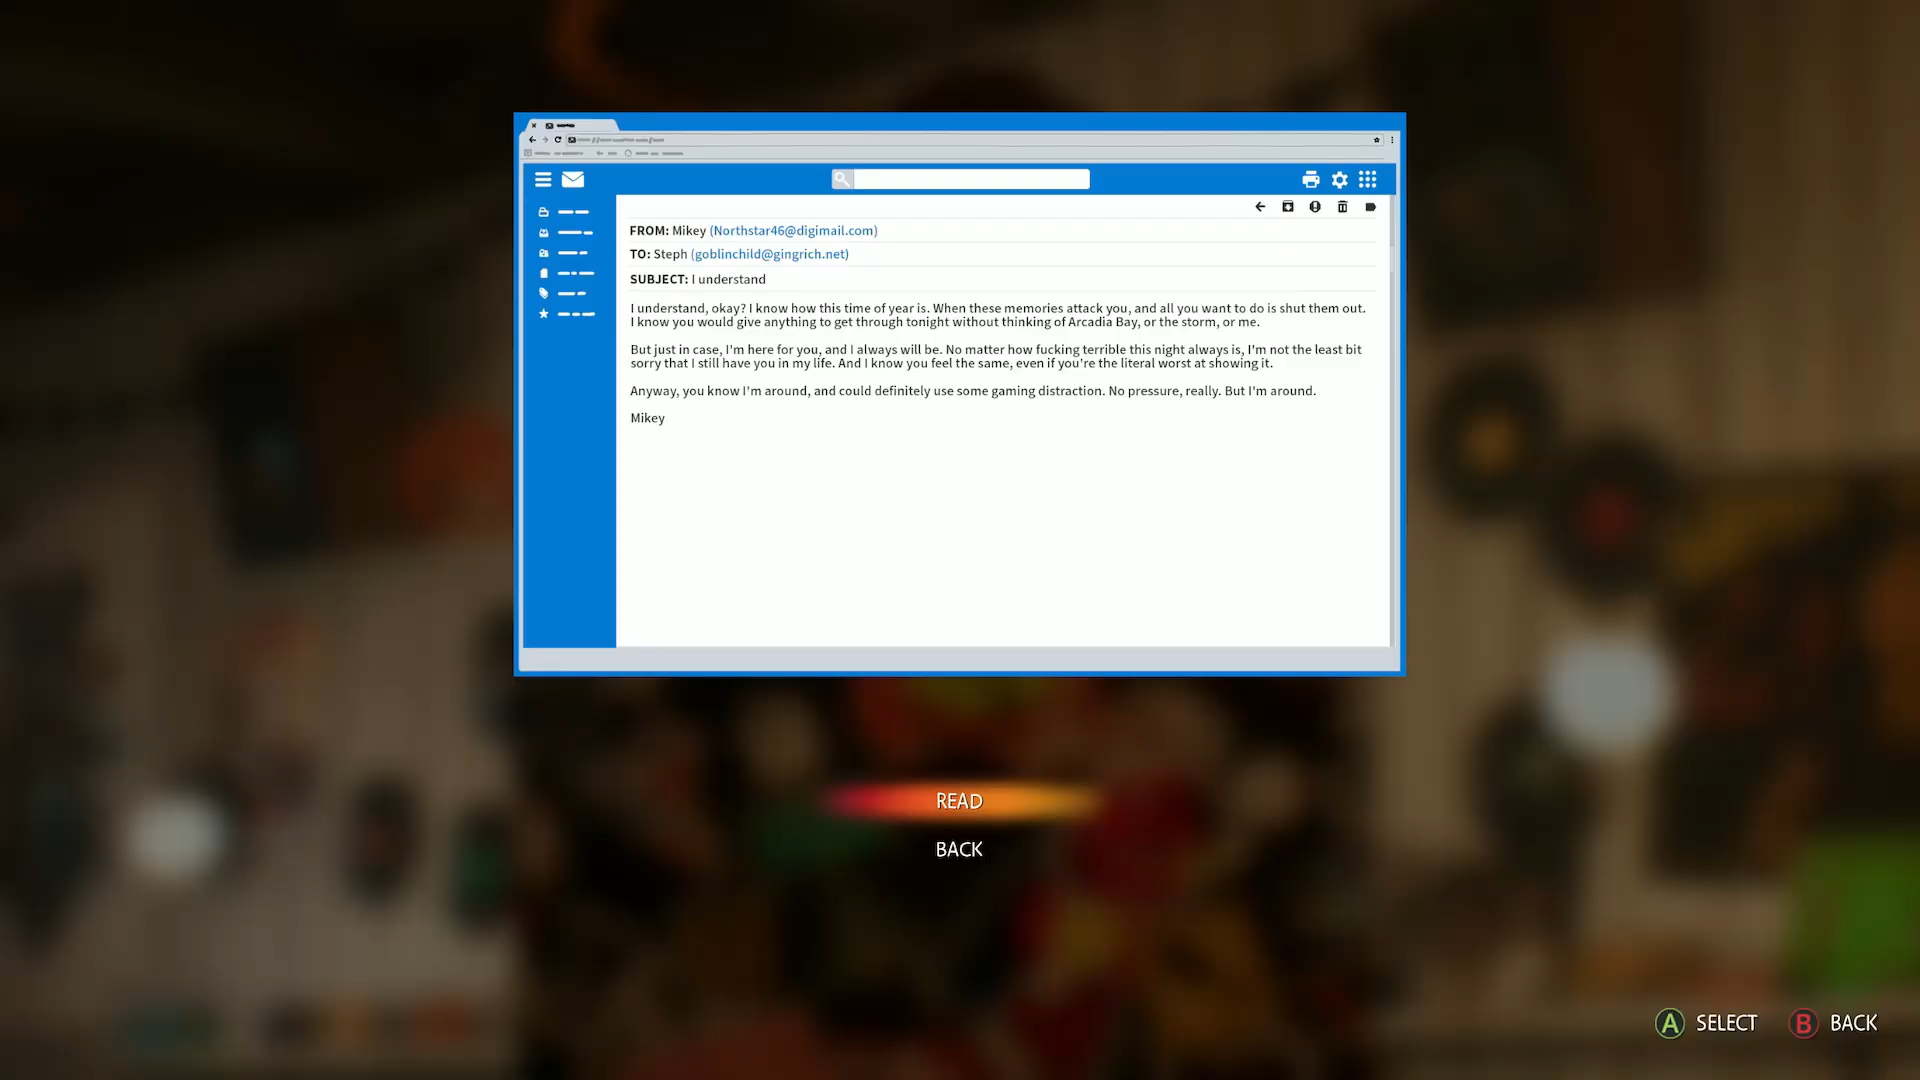 FROM: Mikey (Northstar46@digimail.com)
TO: Steph (goblinchild@gingrich.net)
SUBJECT: I understand
I understand, okay? I know how this time of year is. When these memories attack you, and all you want to do is shut them out.
I know you would give anything to get through tonight without thinking of Arcadia Bay, or the storm, or me.
But just in case, I'm here for you, and I always will be. No matter how fucking terrible this night always is, I'm not the least bit
sorry that I still have you in my life. And I know you feel the same, even if you're the literal worst at showing it.
Anyway, you know I'm around, and could definitely use some gaming distraction. No pressure, really. But I'm around.
Mikey
READ
BACK
A SELECT B BACK